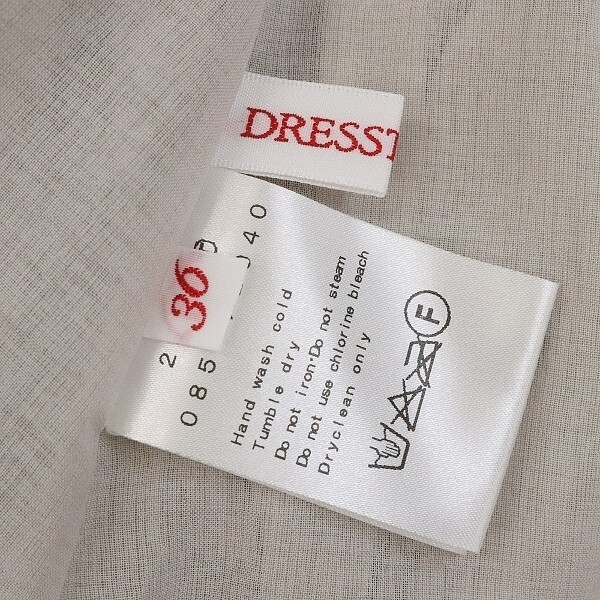 DRESST
36
Hand wash cold
Tumble dry
Do not iron·Do not steam
Do not use chlorine bleach
Dryclean only
F
2
085
40